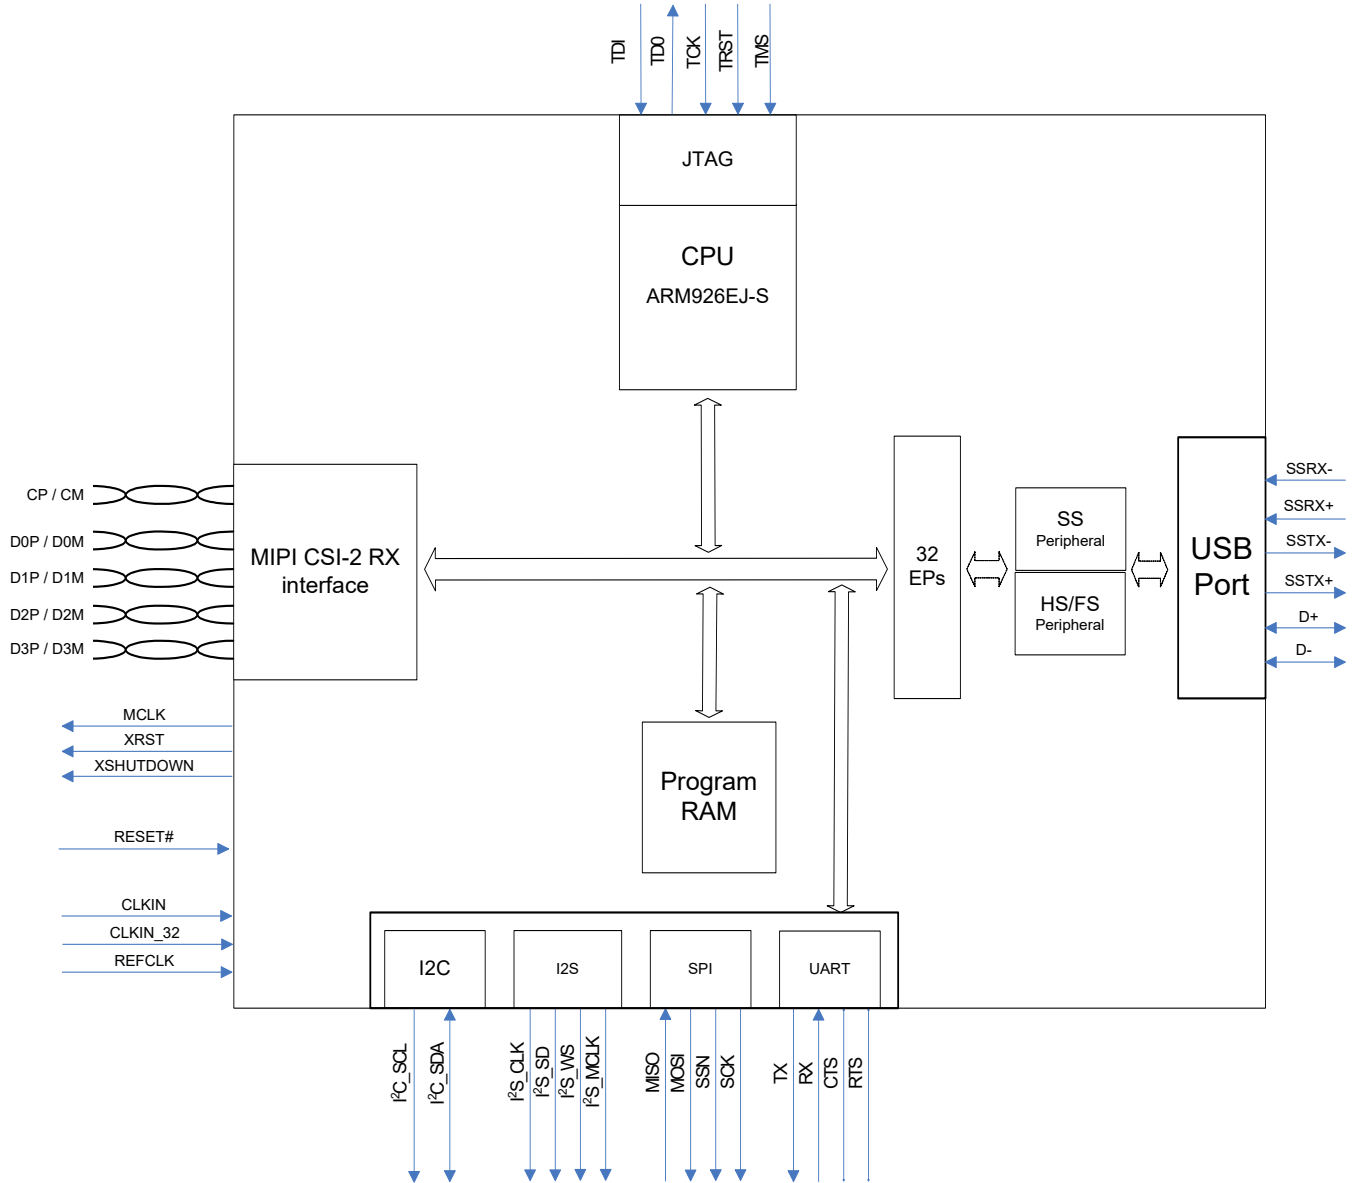 TDI
TD0
TCK
TRST
TMS
JTAG
CPU
ARM926EJ-S
CP / CM
D0P / D0M
D1P / D1M
D2P / D2M
D3P / D3M
MIPI CSI-2 RX
interface
32
EPs
SS
Peripheral
HS/FS
Peripheral
USB
Port
SSRX-
SSRX+
SSTX-
SSTX+
D+
D-
MCLK
XRST
XSHUTDOWN
RESET#
CLKIN
CLKIN_32
REFCLK
Program
RAM
I2C
I2S
SPI
UART
I²C_SCL
I²C_SDA
I²S_CLK
I²S_SD
I²S_WS
I²S_MCLK
MISO
MOSI
SSN
SCK
TX
RX
CTS
RTS